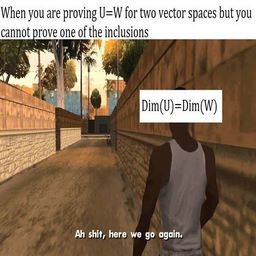 When you are proving U=W for two vector spaces but you
cannot prove one of the inclusions
Dim(U)=Dim(W)
Ah shit, here we go again.